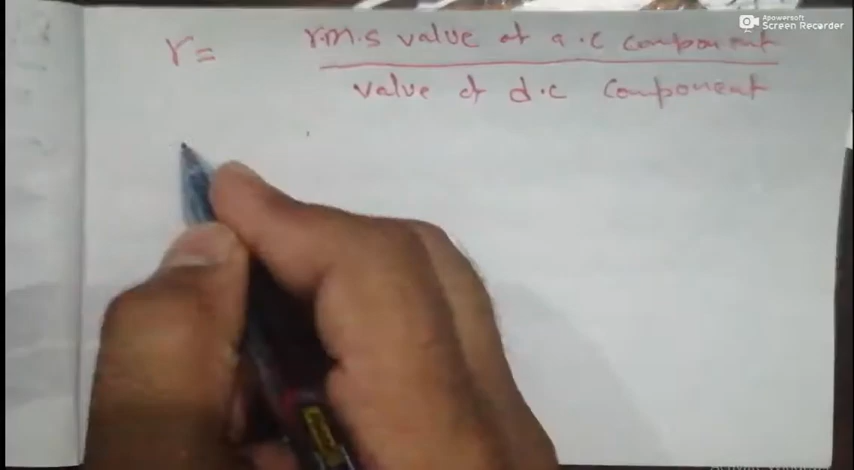 Apowersoft
Screen Recorder
r = r.m.s value of a.c component
value of d.c component